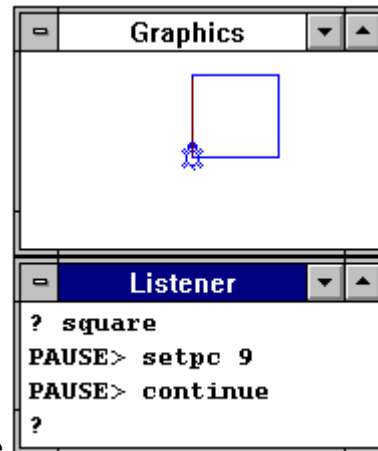 Graphics
Listener
? square
PAUSE> setpc 9
PAUSE> continue
?